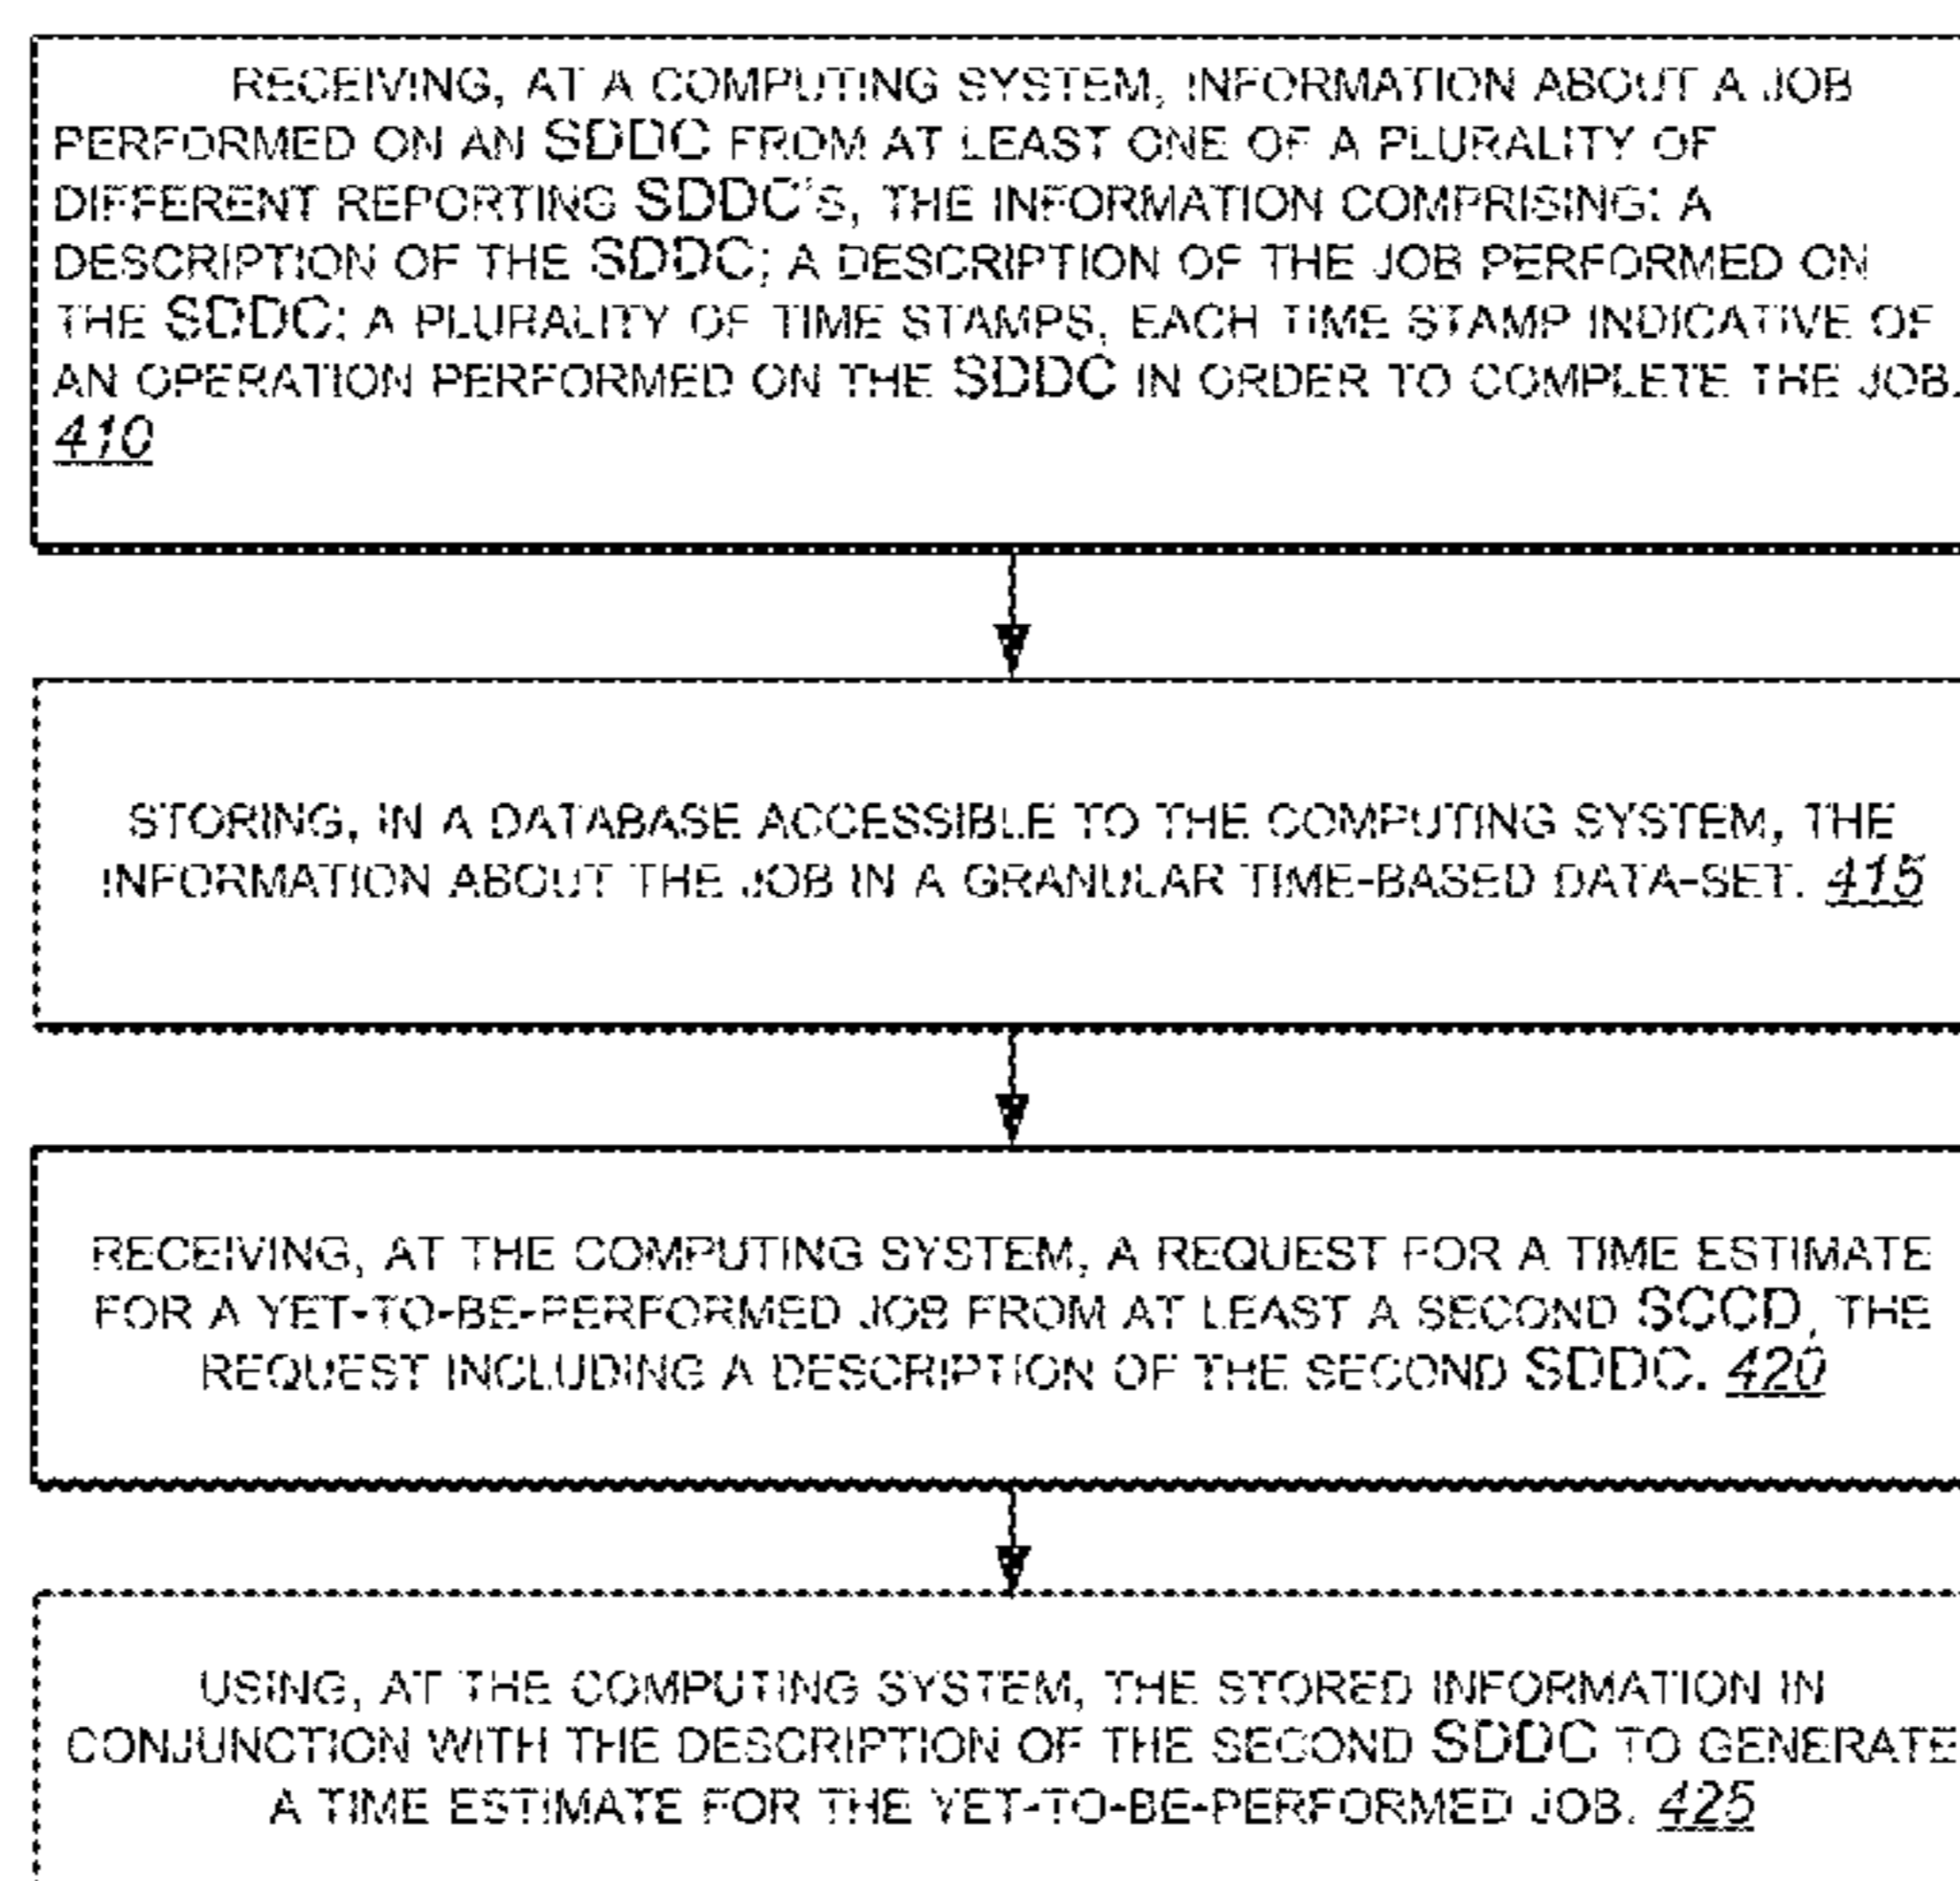 RECEIVING, AT A COMPUTING SYSTEM, INFORMATION ABOUT A JOB
PERFORMED ON AN SDDC FROM AT LEAST ONE OF A PLURALITY OF
DIFFERENT REPORTING SDDC'S, THE INFORMATION COMPRISING: A
DESCRIPTION OF THE SDDC; A DESCRIPTION OF THE JOB PERFORMED ON
THE SDDC; A PLURALITY OF TIME STAMPS, EACH TIME STAMP INDICATIVE OF
AN OPERATION PERFORMED ON THE SDDC IN ORDER TO COMPLETE THE JOB.
410
STORING, IN A DATABASE ACCESSIBLE TO THE COMPUTING SYSTEM, THE
INFORMATION ABOUT THE JOB IN A GRANULAR TIME-BASED DATA-SET. 415
RECEIVING, AT THE COMPUTING SYSTEM, A REQUEST FOR A TIME ESTIMATE
FOR A YET-TO-BE-PERFORMED JOB FROM AT LEAST A SECOND SCCD, THE
REQUEST INCLUDING A DESCRIPTION OF THE SECOND SDDC. 420
USING, AT THE COMPUTING SYSTEM, THE STORED INFORMATION IN
CONJUNCTION WITH THE DESCRIPTION OF THE SECOND SDDC TO GENERATE
A TIME ESTIMATE FOR THE YET-TO-BE-PERFORMED JOB. 425